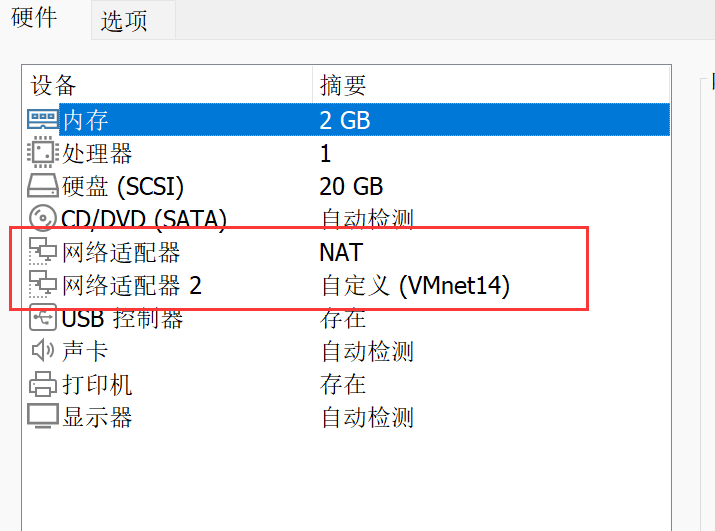 硬件 选项
设备 摘要
内存 2 GB
处理器 1
硬盘 (SCSI) 20 GB
CD/DVD (SATA) 自动检测
网络适配器 NAT
网络适配器 2 自定义 (VMnet14)
USB 控制器 存在
声卡 自动检测
打印机 存在
显示器 自动检测